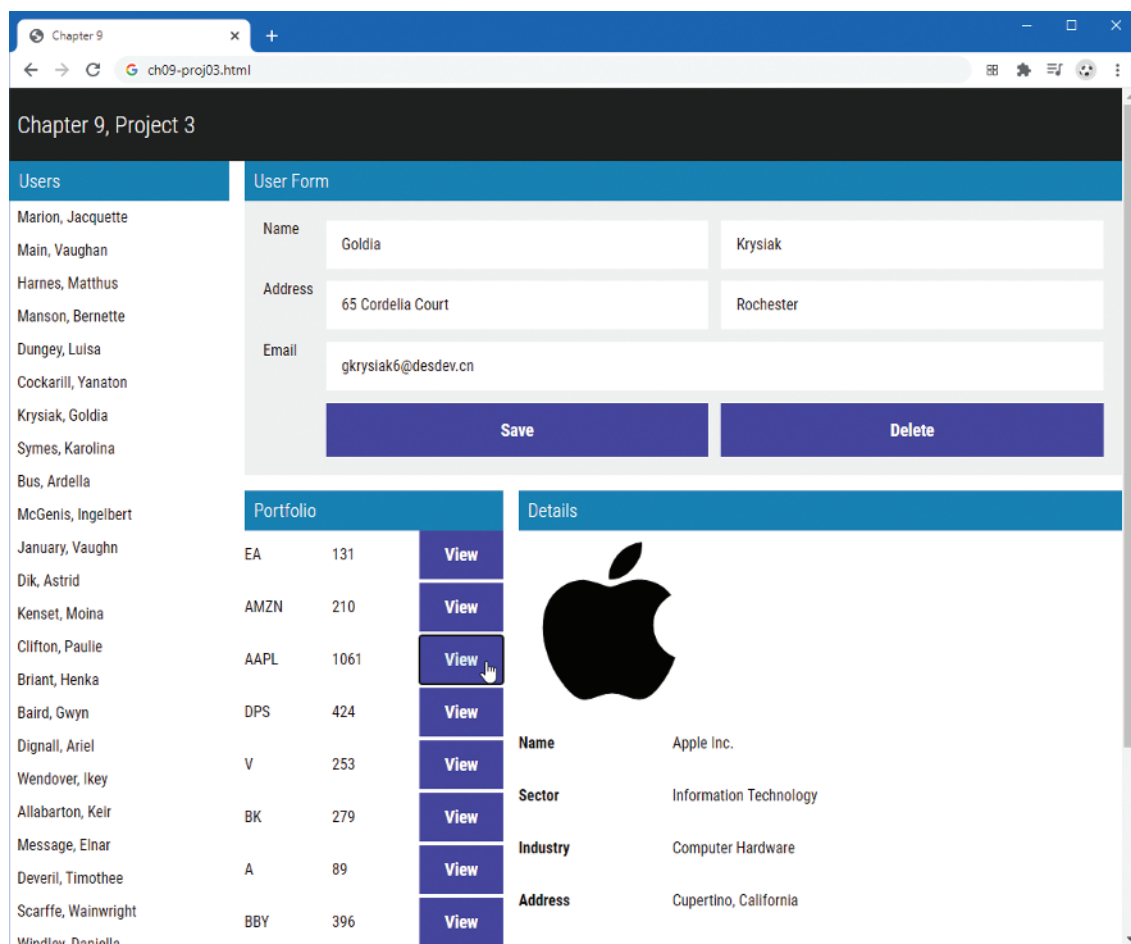 Chapter 9
ch09-proj03.html
Chapter 9, Project 3
Users
Marion, Jacquette
Main, Vaughan
Harnes, Matthus
Manson, Bernette
Dungey, Luisa
Cockarill, Yanaton
Krysiak, Goldia
Symes, Karolina
Bus, Ardella
McGenis, Ingelbert
January, Vaughn
Dik, Astrid
Kenset, Moina
Clifton, Paulie
Briant, Henka
Baird, Gwyn
Dignall, Ariel
Wendover, Ikey
Allabarton, Keir
Message, Elnar
Deveril, Timothee
Scarffe, Wainwright
Windley, Daniella
User Form
Name Goldia Krysiak
Address 65 Cordelia Court Rochester
Email gkrysiak6@desdev.cn
Save Delete
Portfolio
EA 131 View
AMZN 210 View
AAPL 1061 View
DPS 424 View
V 253 View
BK 279 View
A 89 View
BBY 396 View
Details
Name Apple Inc.
Sector Information Technology
Industry Computer Hardware
Address Cupertino, California